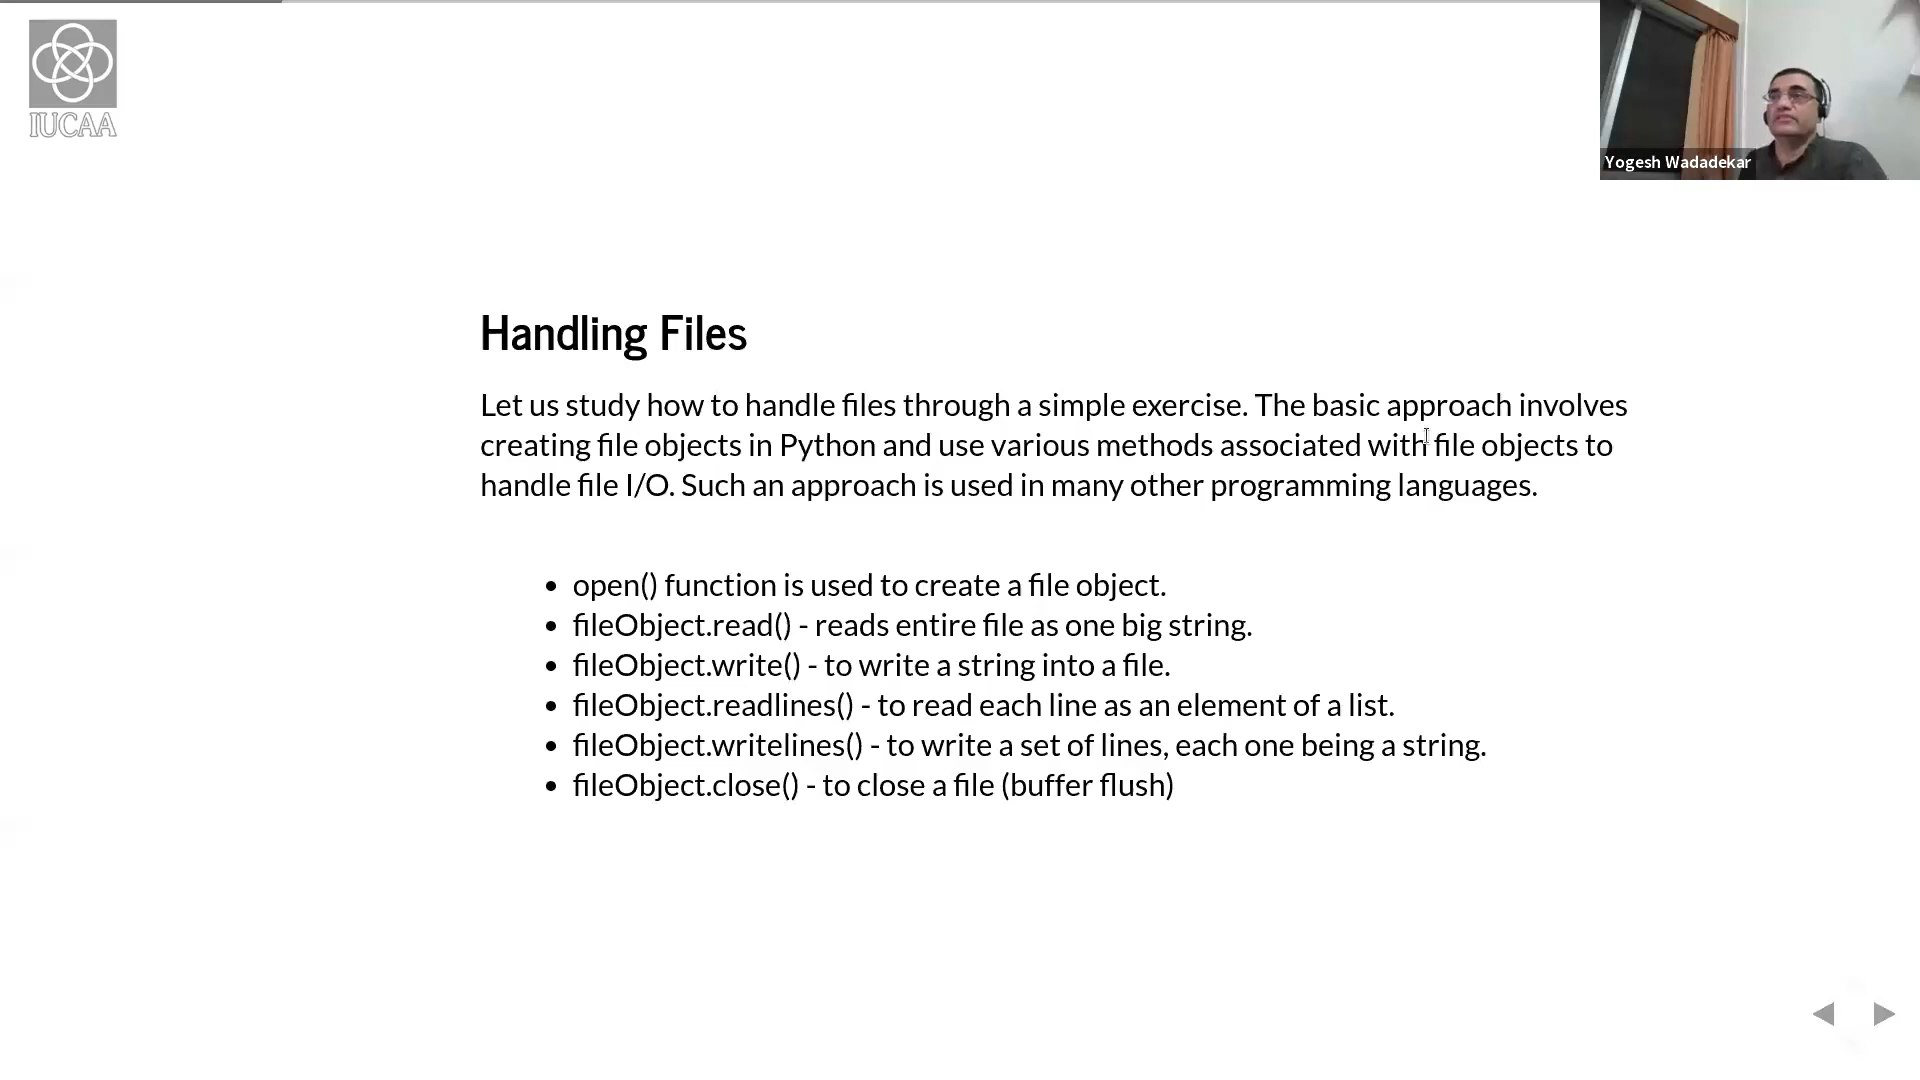 IUCAA
Yogesh Wadadekar
Handling Files
Let us study how to handle files through a simple exercise. The basic approach involves
creating file objects in Python and use various methods associated with file objects to
handle file I/O. Such an approach is used in many other programming languages.
• open() function is used to create a file object.
• fileObject.read() - reads entire file as one big string.
• fileObject.write() - to write a string into a file.
• fileObject.readlines() - to read each line as an element of a list.
• fileObject.writelines() - to write a set of lines, each one being a string.
• fileObject.close() - to close a file (buffer flush)